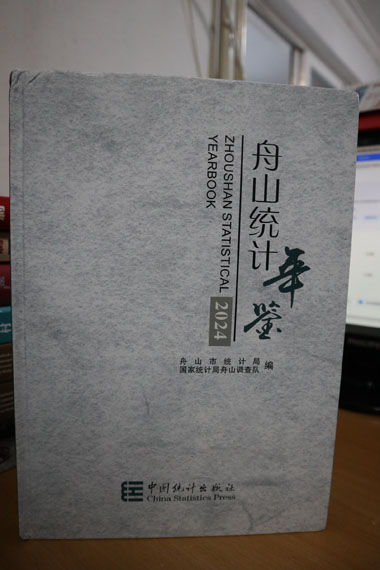 舟山统计年鉴
ZHOUSHAN STATISTICAL
YEARBOOK
2024
舟山市统计局
国家统计局舟山调查队
编
中国统计出版社
China Statistics Press